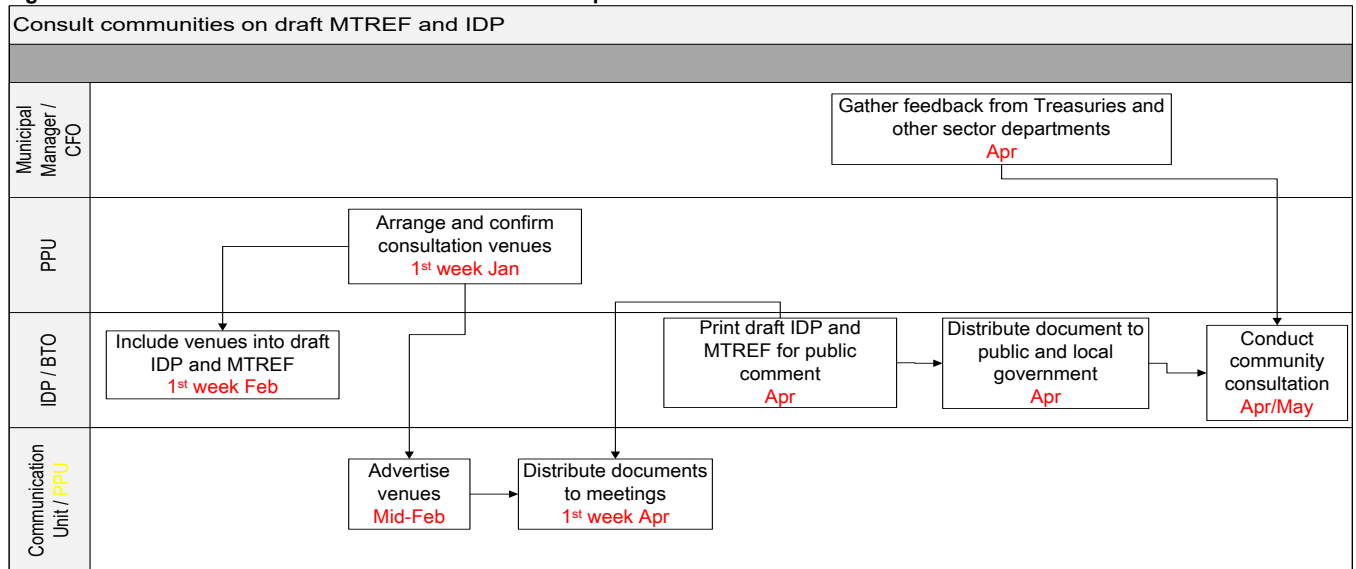 Consult communities on draft MTREF and IDP
Municipal
Manager /
CFO
Gather feedback from Treasuries and
other sector departments
Apr
PPU
Arrange and confirm
consultation venues
1st week Jan
IDP / BTO
Include venues into draft
IDP and MTREF
1st week Feb
Print draft IDP and
MTREF for public
comment
Apr
Distribute document to
public and local
government
Apr
Conduct
community
consultation
Apr/May
Communication
Unit / PPU
Advertise
venues
Mid-Feb
Distribute documents
to meetings
1st week Apr